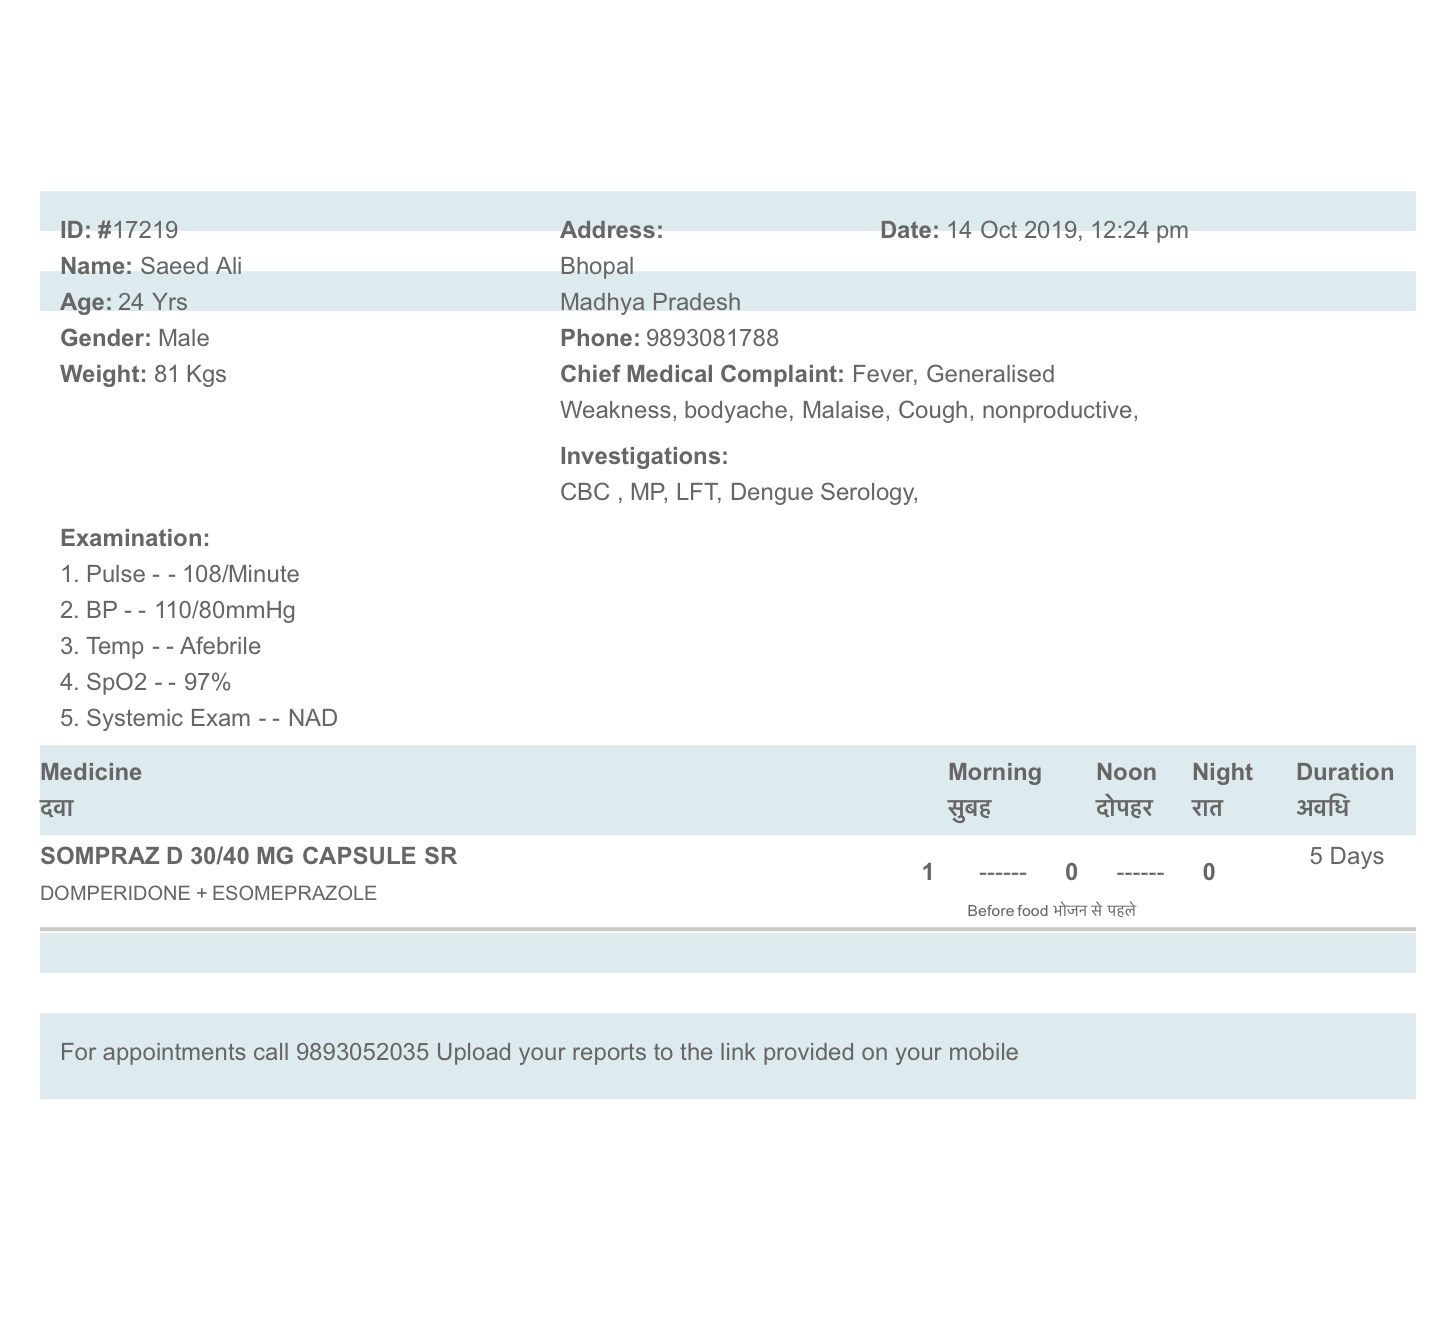 ID: #17219
Name: Saeed Ali
Age: 24 Yrs
Gender: Male
Weight: 81 Kgs
Address:
Bhopal
Madhya Pradesh
Phone: 9893081788
Chief Medical Complaint: Fever, Generalised
Weakness, bodyache, Malaise, Cough, nonproductive,
Investigations:
CBC , MP, LFT, Dengue Serology,
Date: 14 Oct 2019, 12:24 pm
Examination:
1. Pulse - - 108/Minute
2. BP - - 110/80mmHg
3. Temp - - Afebrile
4. SpO2 - - 97%
5. Systemic Exam - - NAD
Medicine Morning Noon Night Duration
दवा सुबह दोपहर रात अवधि
SOMPRAZ D 30/40 MG CAPSULE SR 5 Days
1 ------ 0 ------ 0
DOMPERIDONE + ESOMEPRAZOLE
Before food भोजन से पहले
For appointments call 9893052035 Upload your reports to the link provided on your mobile